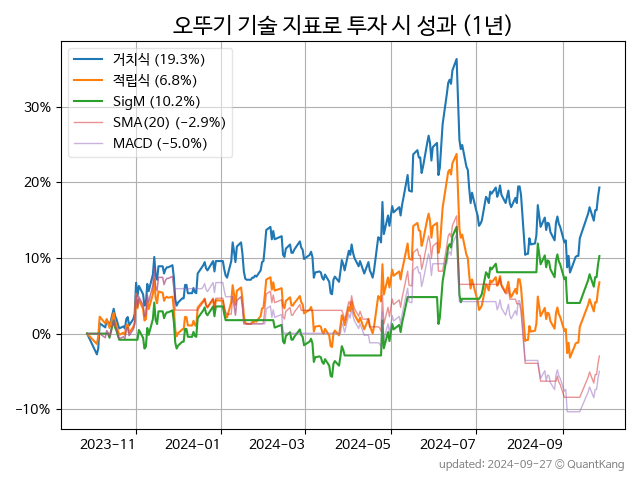 오뚜기 기술 지표로 투자 시 성과 (1년)
거치식 (19.3%)
적립식 (6.8%)
SigM (10.2%)
SMA(20) (−2.9%)
MACD (−5.0%)
30%
20%
10%
0%
−10%
2023-11
2024-01
2024-03
2024-05
2024-07
2024-09
updated: 2024-09-27 © QuantKang